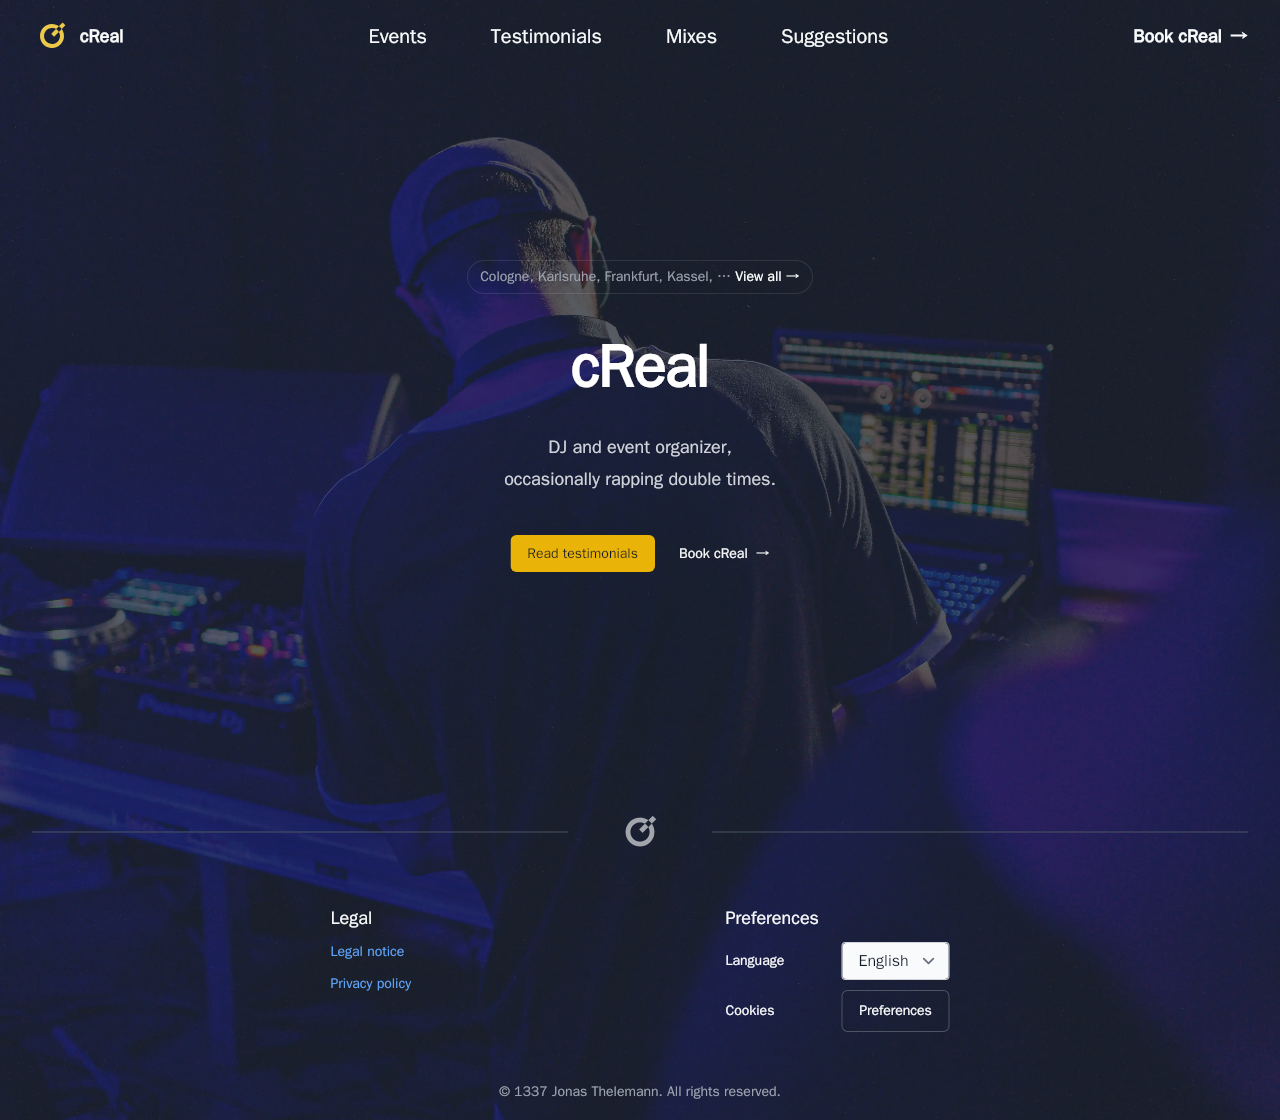 cReal
Events
Testimonials
Mixes
Suggestions
Book cReal →
Cologne, Karlsruhe, Frankfurt, Kassel, ··· View all →
cReal
DJ and event organizer,
occasionally rapping double times.
Read testimonials
Book cReal →
Pioneer Dj
Legal
Legal notice
Privacy policy
Preferences
Language
English
Cookies
Preferences
© 1337 Jonas Thelemann. All rights reserved.